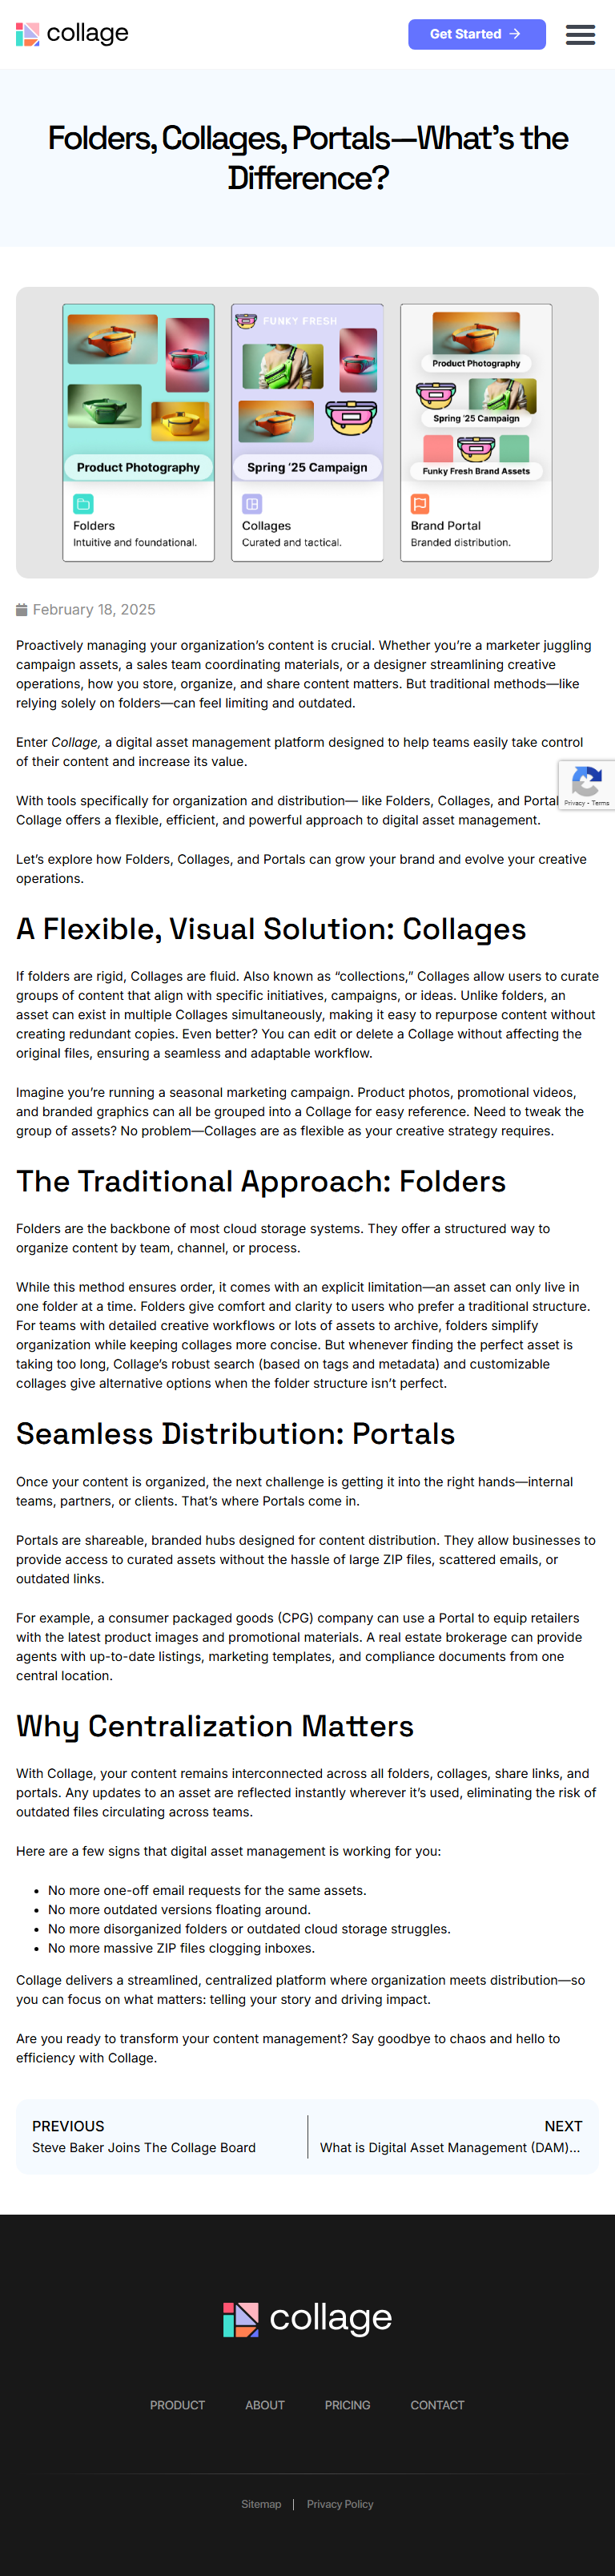 collage
Get Started →
Folders, Collages, Portals—What’s the
Difference?
FUNKY FRESH
Product Photography
Spring ’25 Campaign
Product Photography
Spring ’25 Campaign
Funky Fresh Brand Assets
Folders
Intuitive and foundational.
Collages
Curated and tactical.
Brand Portal
Branded distribution.
February 18, 2025
Proactively managing your organization’s content is crucial. Whether you’re a marketer juggling
campaign assets, a sales team coordinating materials, or a designer streamlining creative
operations, how you store, organize, and share content matters. But traditional methods—like
relying solely on folders—can feel limiting and outdated.
Enter Collage, a digital asset management platform designed to help teams easily take control
of their content and increase its value.
With tools specifically for organization and distribution— like Folders, Collages, and Portal
Collage offers a flexible, efficient, and powerful approach to digital asset management.
Privacy - Terms
Let’s explore how Folders, Collages, and Portals can grow your brand and evolve your creative
operations.
A Flexible, Visual Solution: Collages
If folders are rigid, Collages are fluid. Also known as “collections,” Collages allow users to curate
groups of content that align with specific initiatives, campaigns, or ideas. Unlike folders, an
asset can exist in multiple Collages simultaneously, making it easy to repurpose content without
creating redundant copies. Even better? You can edit or delete a Collage without affecting the
original files, ensuring a seamless and adaptable workflow.
Imagine you’re running a seasonal marketing campaign. Product photos, promotional videos,
and branded graphics can all be grouped into a Collage for easy reference. Need to tweak the
group of assets? No problem—Collages are as flexible as your creative strategy requires.
The Traditional Approach: Folders
Folders are the backbone of most cloud storage systems. They offer a structured way to
organize content by team, channel, or process.
While this method ensures order, it comes with an explicit limitation—an asset can only live in
one folder at a time. Folders give comfort and clarity to users who prefer a traditional structure.
For teams with detailed creative workflows or lots of assets to archive, folders simplify
organization while keeping collages more concise. But whenever finding the perfect asset is
taking too long, Collage’s robust search (based on tags and metadata) and customizable
collages give alternative options when the folder structure isn’t perfect.
Seamless Distribution: Portals
Once your content is organized, the next challenge is getting it into the right hands—internal
teams, partners, or clients. That’s where Portals come in.
Portals are shareable, branded hubs designed for content distribution. They allow businesses to
provide access to curated assets without the hassle of large ZIP files, scattered emails, or
outdated links.
For example, a consumer packaged goods (CPG) company can use a Portal to equip retailers
with the latest product images and promotional materials. A real estate brokerage can provide
agents with up-to-date listings, marketing templates, and compliance documents from one
central location.
Why Centralization Matters
With Collage, your content remains interconnected across all folders, collages, share links, and
portals. Any updates to an asset are reflected instantly wherever it’s used, eliminating the risk of
outdated files circulating across teams.
Here are a few signs that digital asset management is working for you:
• No more one-off email requests for the same assets.
• No more outdated versions floating around.
• No more disorganized folders or outdated cloud storage struggles.
• No more massive ZIP files clogging inboxes.
Collage delivers a streamlined, centralized platform where organization meets distribution—so
you can focus on what matters: telling your story and driving impact.
Are you ready to transform your content management? Say goodbye to chaos and hello to
efficiency with Collage.
PREVIOUS
Steve Baker Joins The Collage Board
NEXT
What is Digital Asset Management (DAM)...
collage
PRODUCT ABOUT PRICING CONTACT
Sitemap | Privacy Policy